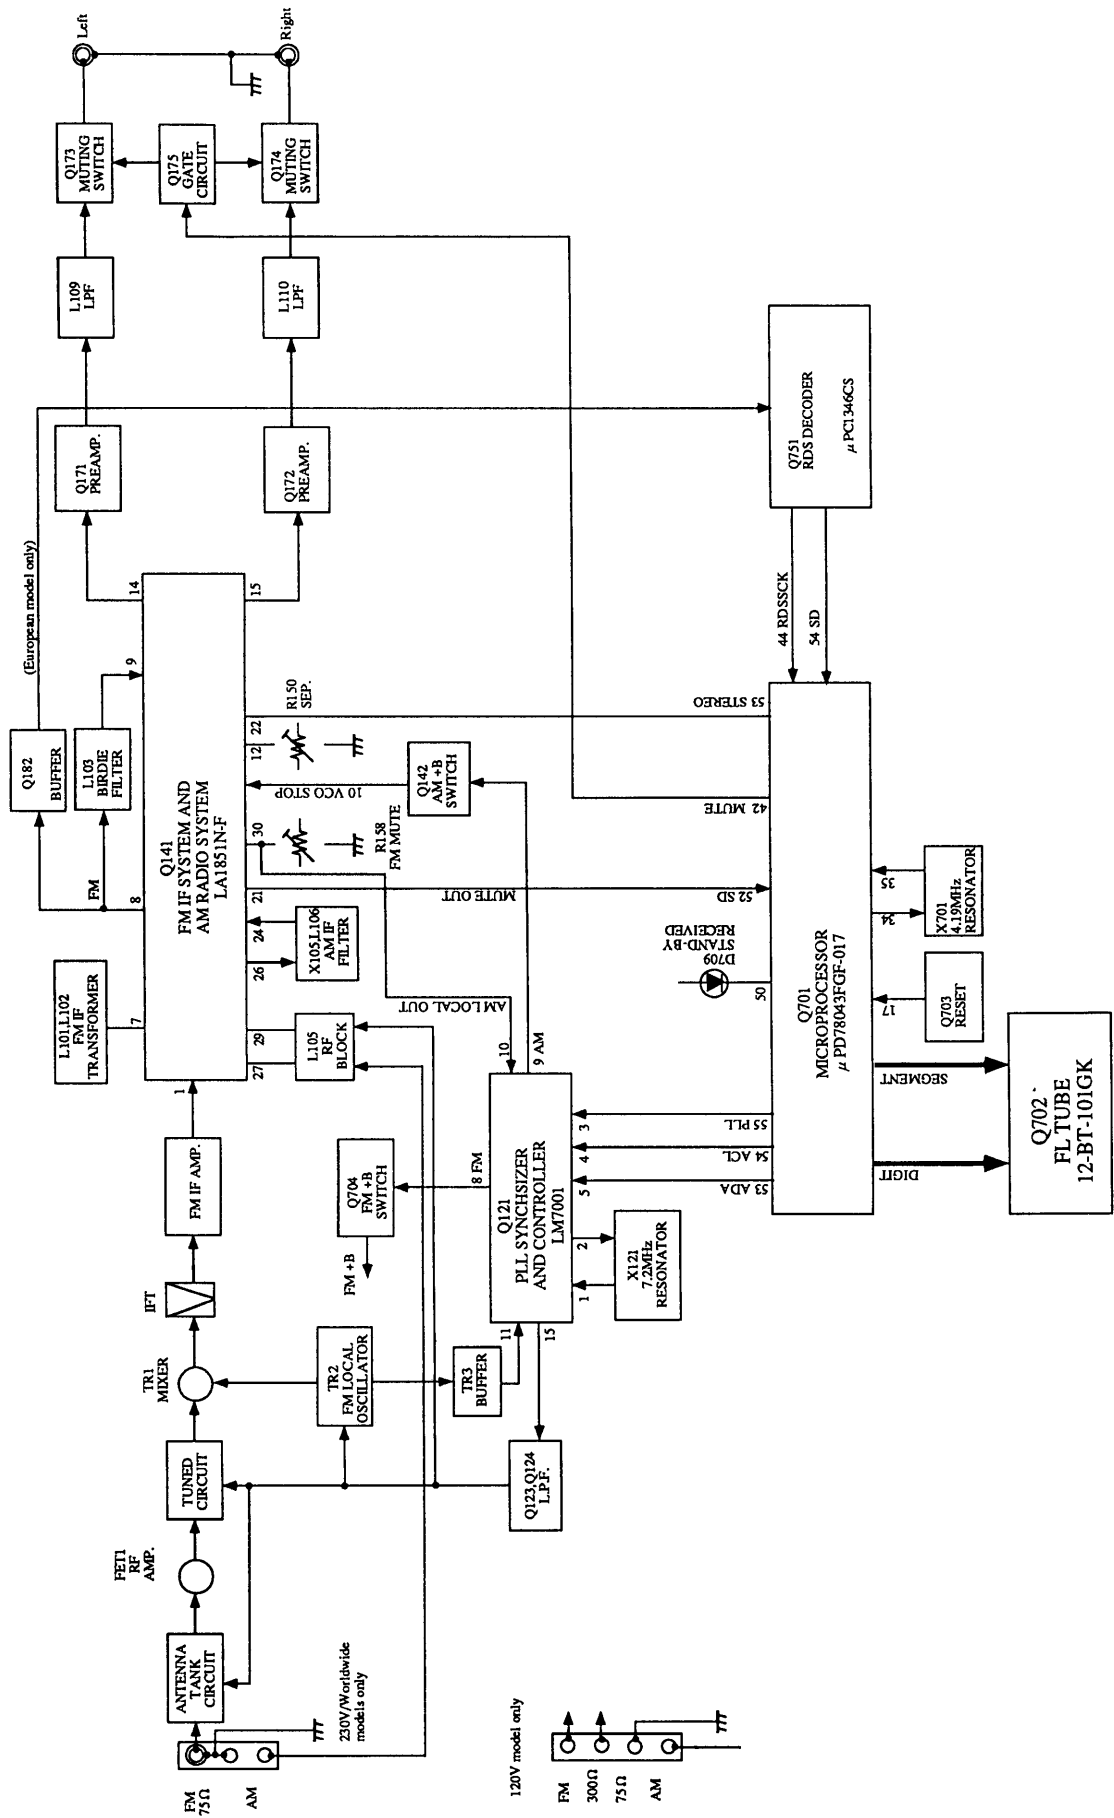 FM
75Ω
AM
230V/Worldwide
models only
120V model only
FM
300Ω
75Ω
AM
ANTENNA
TANK
CIRCUIT
FET1
RF
AMP.
TUNED
CIRCUIT
TR1
MIXER
IFT
FM IF AMP.
TR2
FM LOCAL
OSCILLATOR
TR3
BUFFER
Q123,Q124
L.P.F.
L101,L102
FM IF
TRANSFORMER
Q141
FM IF SYSTEM AND
AM RADIO SYSTEM
LA1851N-F
1
7
8
9
14
15
22
12
30
21
24
26
29
27
FM
Q182
BUFFER
(European model only)
L103
BIRDIE
FILTER
Q171
PREAMP.
Q172
PREAMP.
L109
LPF
L110
LPF
Q173
MUTING
SWITCH
Q175
GATE
CIRCUIT
Q174
MUTING
SWITCH
Left
Right
R150
SEP.
R158
FM MUTE
10 VCO STOP
Q142
AM +B
SWITCH
X105,L106
AM IF
FILTER
L105
RF
BLOCK
MUTE OUT
AM LOCAL OUT
Q704
FM +B
SWITCH
FM +B
8 FM
10
9 AM
11
15
Q121
PLL SYNCHSIZER
AND CONTROLLER
LM7001
1
2
5
4
3
X121
7.2MHz
RESONATOR
53 ADA
54 ACL
55 PLL
D709
STAND-BY
RECEIVED
50
52 SD
42 MUTE
53 STEREO
44 RDSSCK
54 SD
Q751
RDS DECODER
μPC1346CS
Q701
MICROPROCESSOR
μPD78043FGF-017
17
34
35
Q703
RESET
X701
4.19MHz
RESONATOR
DIGIT
SEGMENT
Q702
FL TUBE
12-BT-101GK